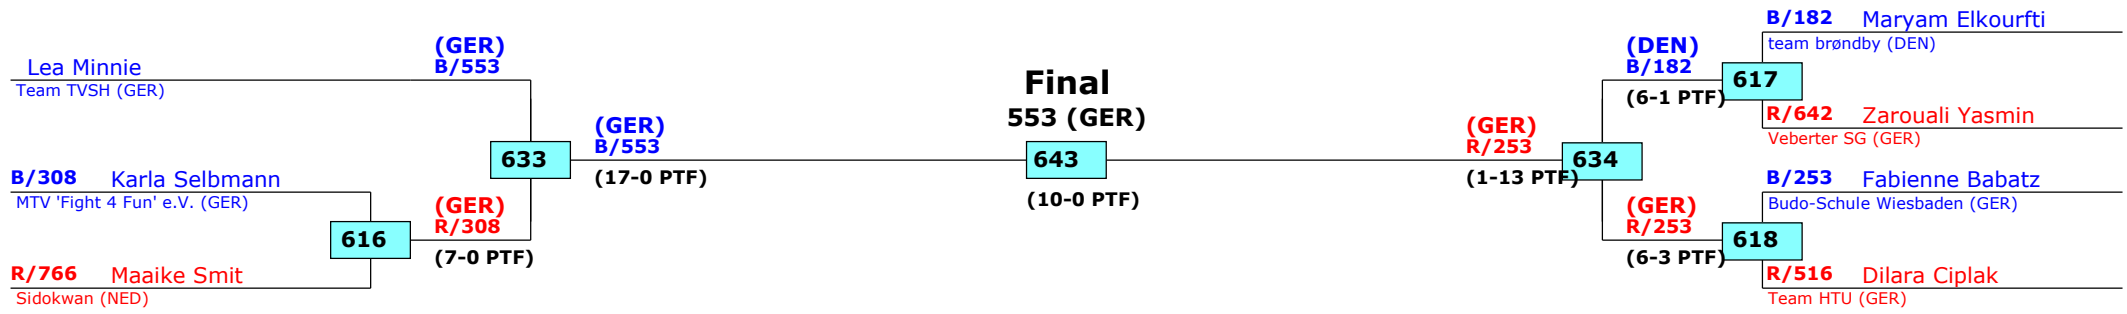 Lea Minnie
Team TVSH (GER)
(GER)
B/553
B/308 Karla Selbmann
MTV 'Fight 4 Fun' e.V. (GER)
616
R/766 Maaike Smit
Sidokwan (NED)
(GER)
R/308
(7-0 PTF)
633
(GER)
B/553
(17-0 PTF)
Final
553 (GER)
643
(10-0 PTF)
(GER)
R/253
(1-13 PTF)
634
(DEN)
B/182
(6-1 PTF)
617
(GER)
R/253
(6-3 PTF)
618
B/182 Maryam Elkourfti
team brøndby (DEN)
R/642 Zarouali Yasmin
Veberter SG (GER)
B/253 Fabienne Babatz
Budo-Schule Wiesbaden (GER)
R/516 Dilara Ciplak
Team HTU (GER)